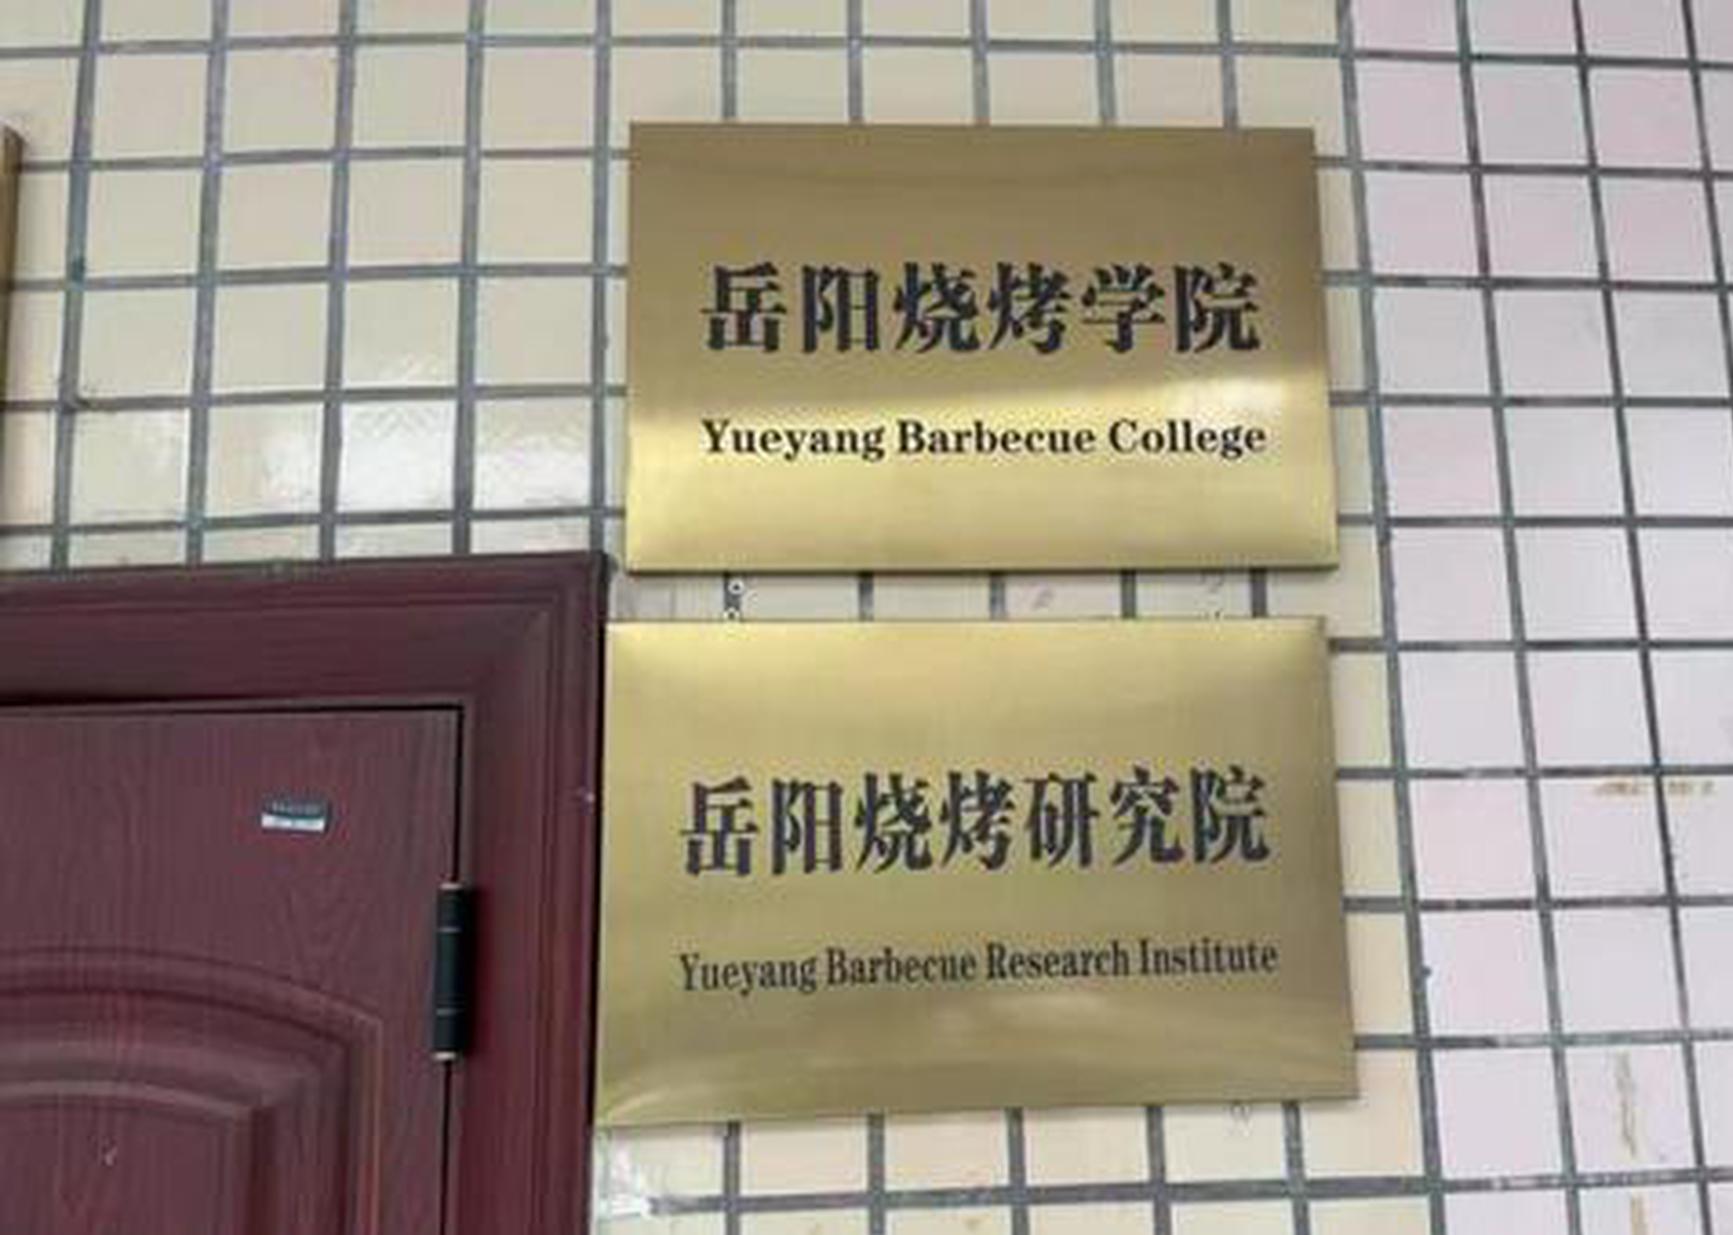 岳阳烧烤学院
Yueyang Barbecue College
岳阳烧烤研究院
Yueyang Barbecue Research Institute